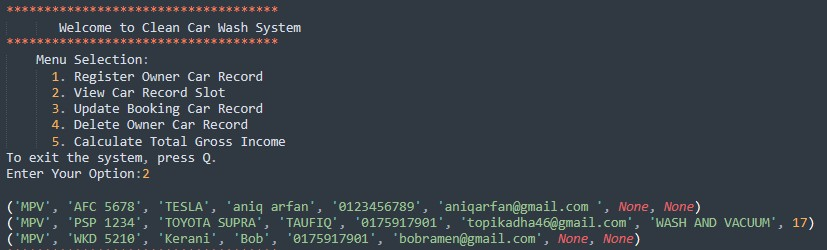 ************************************
Welcome to Clean Car Wash System
************************************
Menu Selection:
1. Register Owner Car Record
2. View Car Record Slot
3. Update Booking Car Record
4. Delete Owner Car Record
5. Calculate Total Gross Income
To exit the system, press Q.
Enter Your Option:2
('MPV', 'AFC 5678', 'TESLA', 'aniq arfan', '0123456789', 'aniqarfan@gmail.com ', None, None)
('MPV', 'PSP 1234', 'TOYOTA SUPRA', 'TAUFIQ', '0175917901', 'topikadha46@gmail.com', 'WASH AND VACUUM', 17)
('MPV', 'WKD 5210', 'Kerani', 'Bob', '0175917901', 'bobramen@gmail.com', None, None)